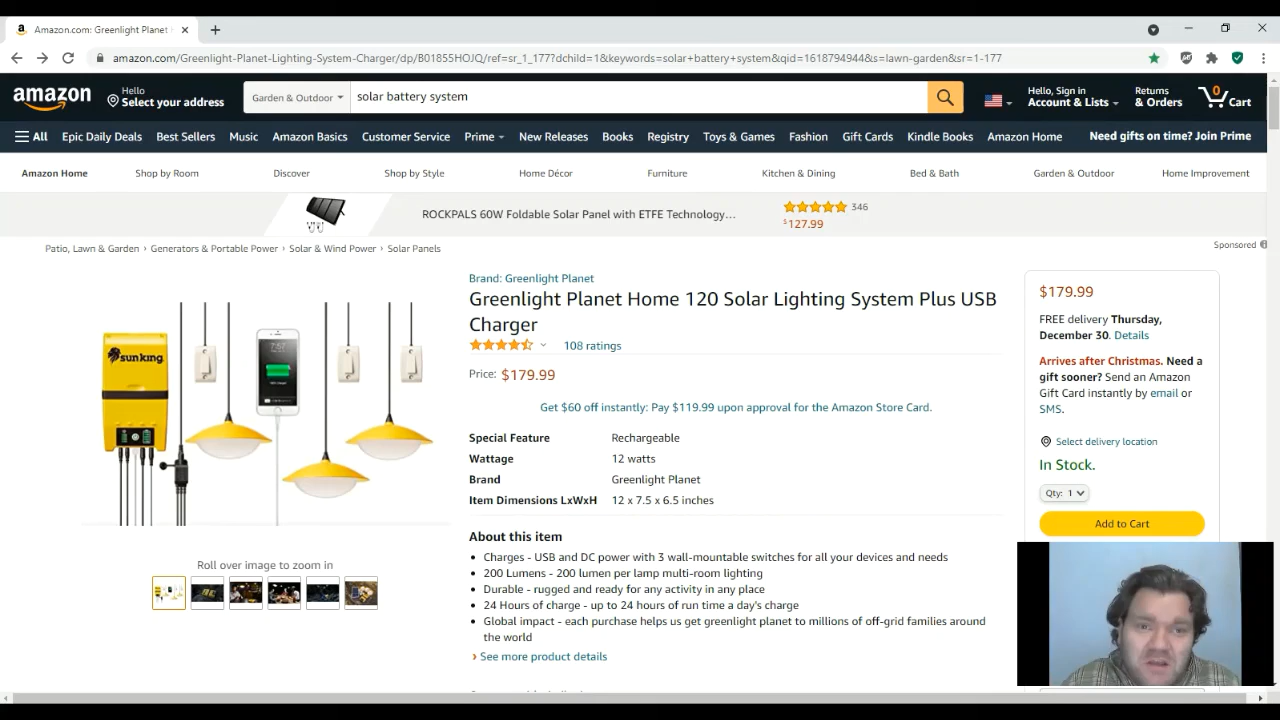 Amazon.com: Greenlight Planet
amazon.com/Greenlight-Planet-Lighting-System-Charger/dp/B01855HOJO/ref=sr_1_177?dchild=1&keywords=solar+battery+system&qid=1618794944&s=lawn-garden&sr=1-177
amazon
Hello
Select your address
Garden & Outdoor
solar battery system
Hello, Sign in
Account & Lists
Returns
& Orders
0
Cart
All Epic Daily Deals Best Sellers Music Amazon Basics Customer Service Prime New Releases Books Registry Toys & Games Fashion Gift Cards Kindle Books Amazon Home Need gifts on time? Join Prime
Amazon Home Shop by Room Discover Shop by Style Home Décor Furniture Kitchen & Dining Bed & Bath Garden & Outdoor Home Improvement
ROCKPALS 60W Foldable Solar Panel with ETFE Technology…
346
$127.99
Sponsored
Patio, Lawn & Garden › Generators & Portable Power › Solar & Wind Power › Solar Panels
sun king
7:57
Roll over image to zoom in
Brand: Greenlight Planet
Greenlight Planet Home 120 Solar Lighting System Plus USB
Charger
108 ratings
Price: $179.99
Get $60 off instantly: Pay $119.99 upon approval for the Amazon Store Card.
Special Feature Rechargeable
Wattage 12 watts
Brand Greenlight Planet
Item Dimensions LxWxH 12 x 7.5 x 6.5 inches
About this item
• Charges - USB and DC power with 3 wall-mountable switches for all your devices and needs
• 200 Lumens - 200 lumen per lamp multi-room lighting
• Durable - rugged and ready for any activity in any place
• 24 Hours of charge - up to 24 hours of run time a day's charge
• Global impact - each purchase helps us get greenlight planet to millions of off-grid families around
the world
› See more product details
$179.99
FREE delivery Thursday,
December 30. Details
Arrives after Christmas. Need a
gift sooner? Send an Amazon
Gift Card instantly by email or
SMS.
Select delivery location
In Stock.
Qty: 1
Add to Cart